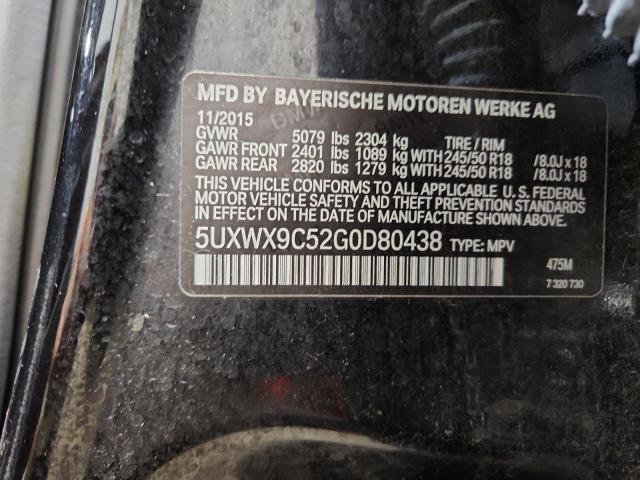 MFD BY BAYERISCHE MOTOREN WERKE AG
11/2015
GVWR 5079 lbs 2304 kg TIRE / RIM
GAWR FRONT 2401 lbs 1089 kg WITH 245/50 R18 /8.0J x 18
GAWR REAR 2820 lbs 1279 kg WITH 245/50 R18 /8.0J x 18
THIS VEHICLE CONFORMS TO ALL APPLICABLE U. S. FEDERAL
MOTOR VEHICLE SAFETY, BUMPER, AND THEFT PREVENTION
STANDARDS IN EFFECT ON THE DATE OF MANUFACTURE SHOWN ABOVE.
5UXWX9C52G0D80438 TYPE: MPV
475M
7 320 730